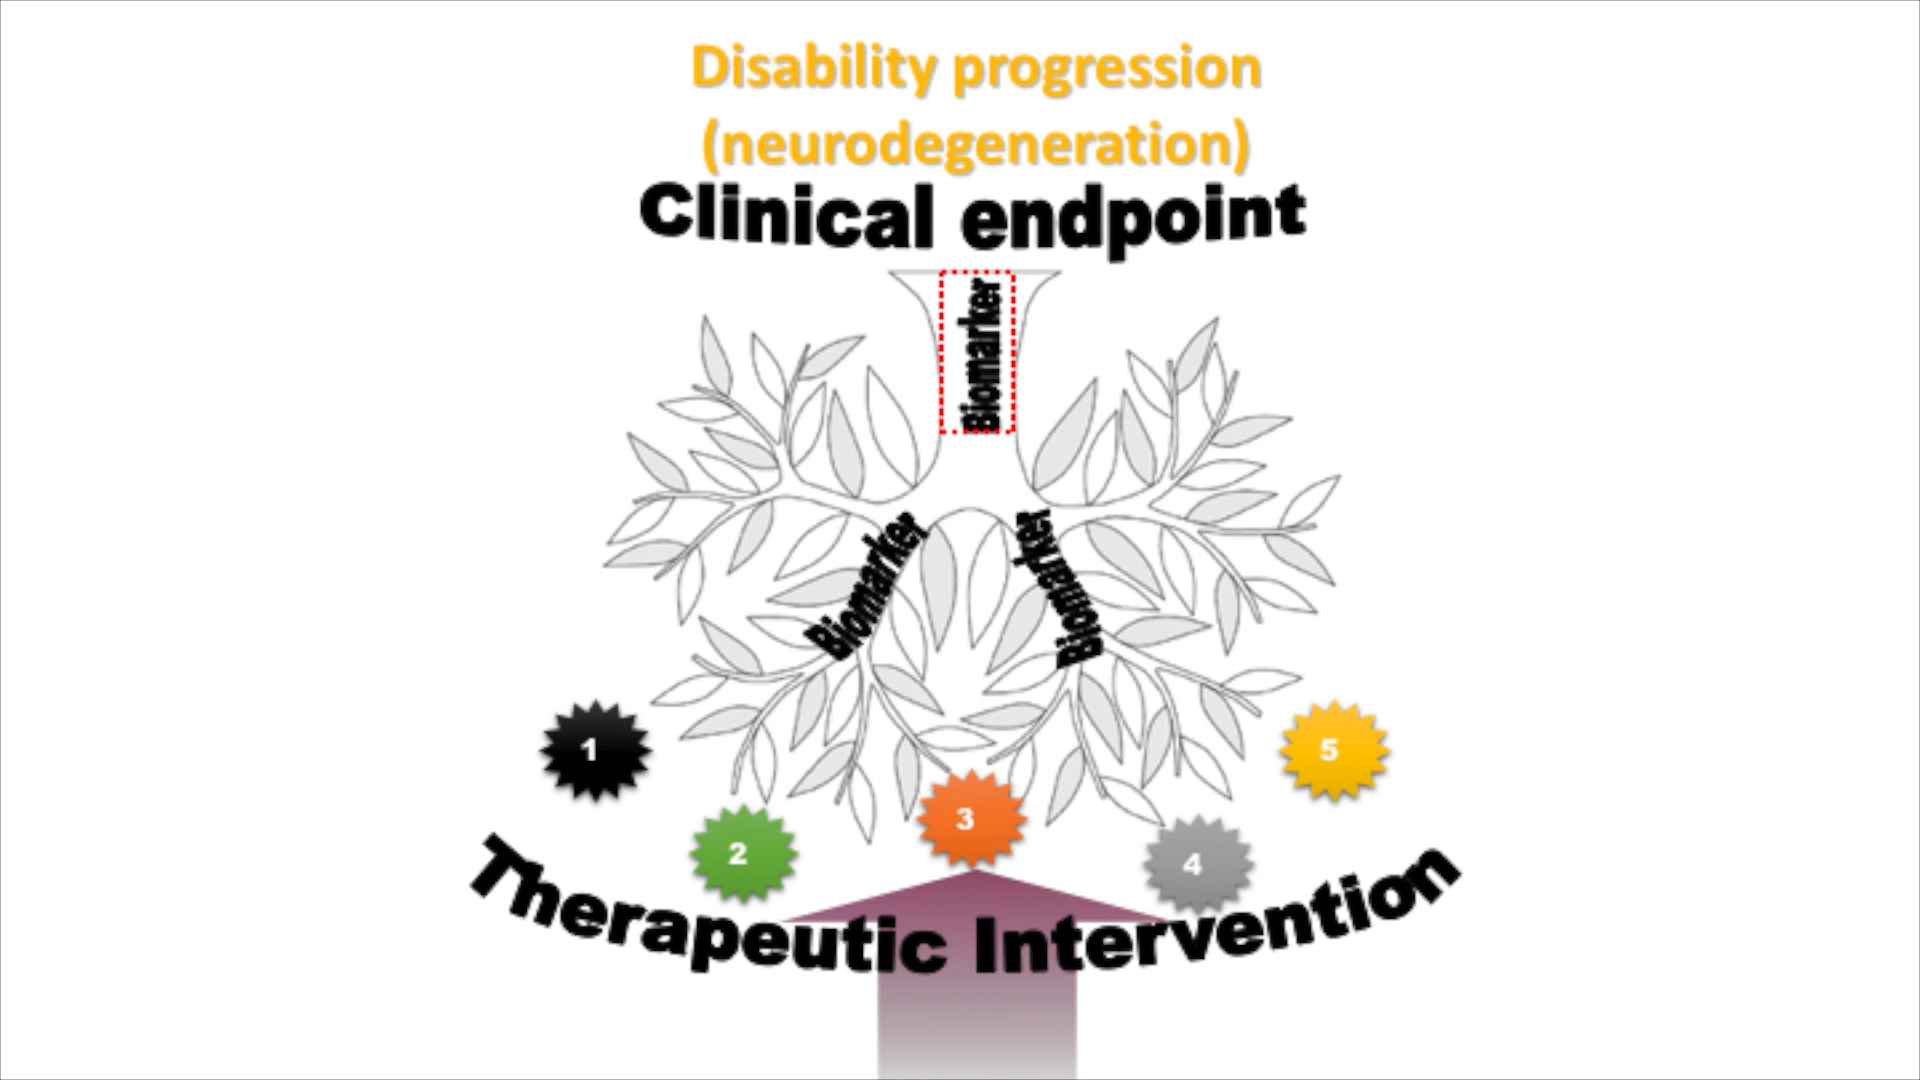 Disability progression
(neurodegeneration)
Clinical endpoint
Biomarker
Biomarker
Biomarker
1
2
3
4
5
Therapeutic Intervention